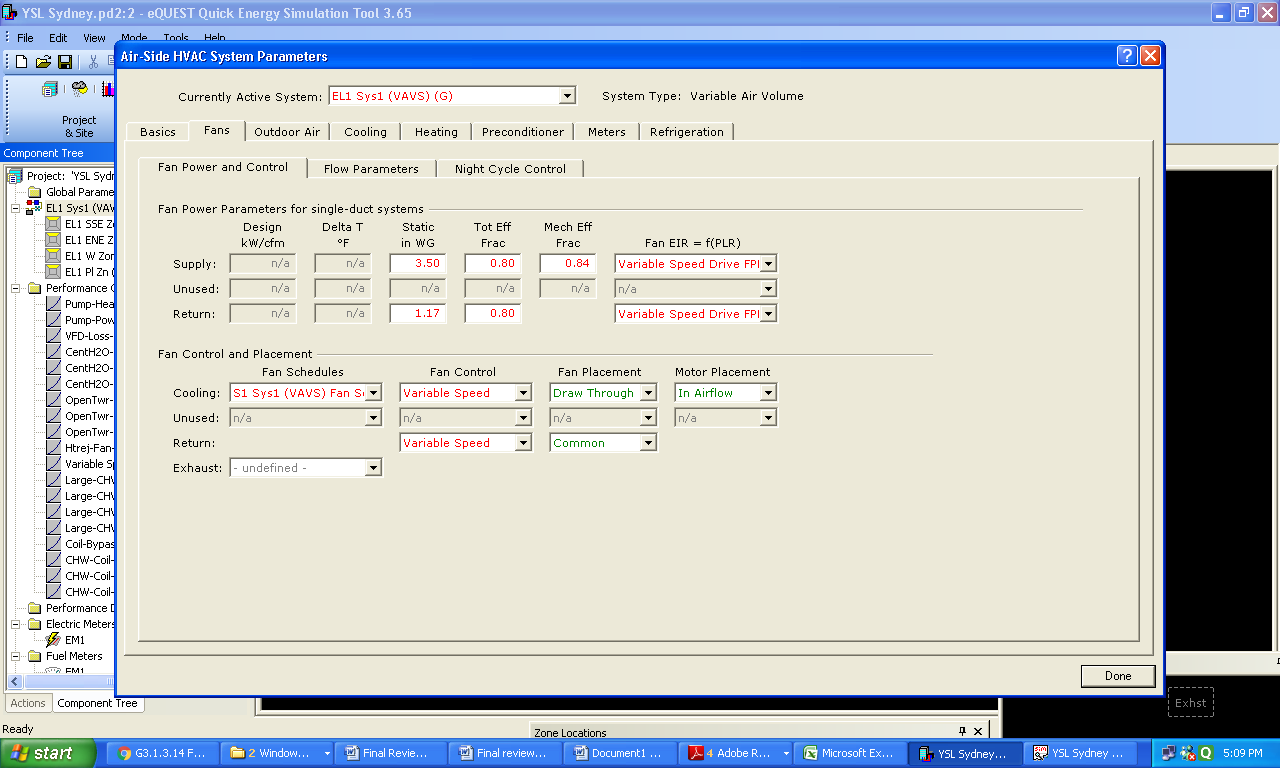 YSL Sydney.pd2:2 - eQUEST Quick Energy Simulation Tool 3.65
File Edit View Mode Tools Help
Air-Side HVAC System Parameters
Currently Active System: EL1 Sys1 (VAVS) (G) System Type: Variable Air Volume
Project
& Site
Basics Fans Outdoor Air Cooling Heating Preconditioner Meters Refrigeration
Component Tree
Fan Power and Control Flow Parameters Night Cycle Control
Project: 'YSL Sydn
Global Parame
EL1 Sys1 (VAV
EL1 SSE Zo
EL1 ENE Z
EL1 W Zon
EL1 Pl Zn (
Performance C
Pump-Hea
Pump-Pow
VFD-Loss-
CentH2O-
CentH2O-
CentH2O-
OpenTwr-
OpenTwr-
OpenTwr-
Htrej-Fan-
Variable Sp
Large-CHW
Large-CHW
Large-CHW
Large-CHW
Coil-Bypas
CHW-Coil-
CHW-Coil-
CHW-Coil-
Performance D
Electric Meters
EM1
Fuel Meters
FM1
Fan Power Parameters for single-duct systems
Design Delta T Static Tot Eff Mech Eff
kW/cfm °F in WG Frac Frac Fan EIR = f(PLR)
Supply: n/a n/a 3.50 0.80 0.84 Variable Speed Drive FPI
Unused: n/a n/a n/a n/a n/a n/a
Return: n/a n/a 1.17 0.80 Variable Speed Drive FPI
Fan Control and Placement
Fan Schedules Fan Control Fan Placement Motor Placement
Cooling: S1 Sys1 (VAVS) Fan S Variable Speed Draw Through In Airflow
Unused: n/a n/a n/a n/a
Return: Variable Speed Common
Exhaust: - undefined -
Done
Actions Component Tree
Exhst
Ready
Zone Locations
start G3.1.3.14 F... 2 Window... Final Revie... Final review... Document1 ... 4 Adobe R... Microsoft Ex... YSL Sydney... YSL Sydney ... 5:09 PM